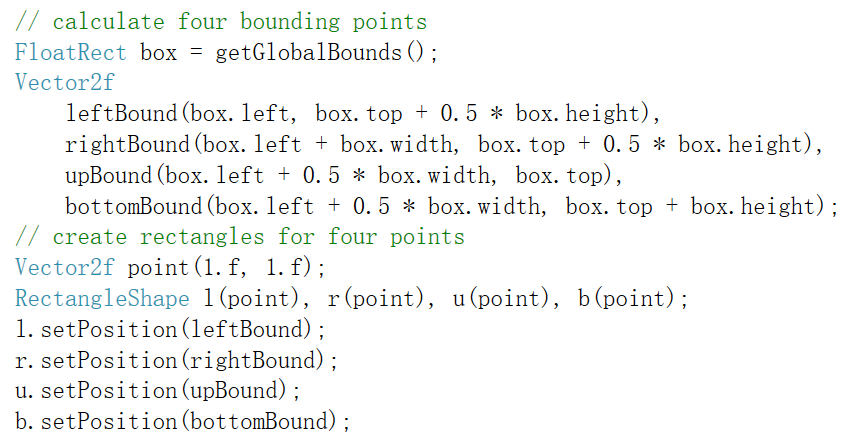 // calculate four bounding points
FloatRect box = getGlobalBounds();
Vector2f
    leftBound(box.left, box.top + 0.5 * box.height),
    rightBound(box.left + box.width, box.top + 0.5 * box.height),
    upBound(box.left + 0.5 * box.width, box.top),
    bottomBound(box.left + 0.5 * box.width, box.top + box.height);
// create rectangles for four points
Vector2f point(1.f, 1.f);
RectangleShape l(point), r(point), u(point), b(point);
l.setPosition(leftBound);
r.setPosition(rightBound);
u.setPosition(upBound);
b.setPosition(bottomBound);